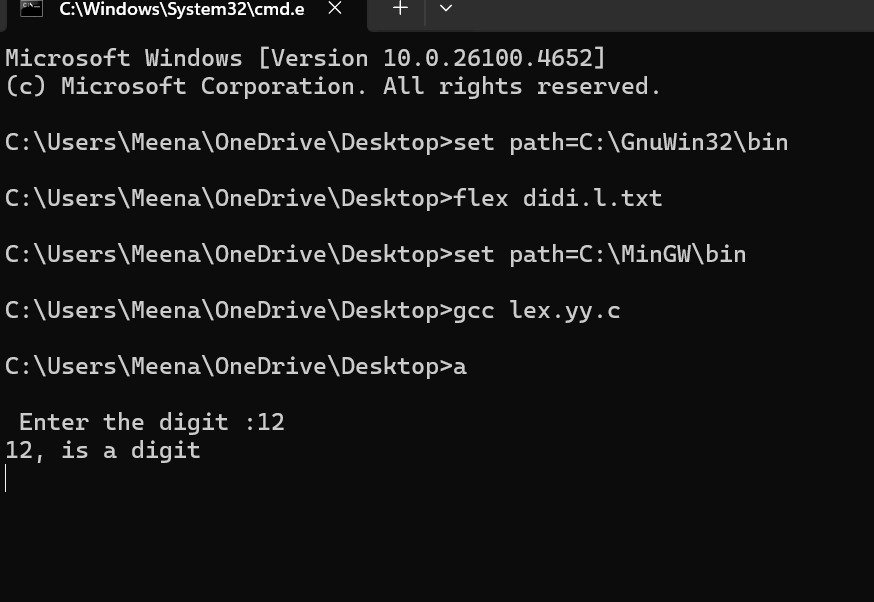 C:\Windows\System32\cmd.e
Microsoft Windows [Version 10.0.26100.4652]
(c) Microsoft Corporation. All rights reserved.
C:\Users\Meena\OneDrive\Desktop>set path=C:\GnuWin32\bin
C:\Users\Meena\OneDrive\Desktop>flex didi.l.txt
C:\Users\Meena\OneDrive\Desktop>set path=C:\MinGW\bin
C:\Users\Meena\OneDrive\Desktop>gcc lex.yy.c
C:\Users\Meena\OneDrive\Desktop>a
Enter the digit :12
12, is a digit